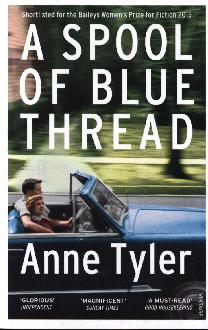 Shortlisted for the Baileys Women's Prize for Fiction 2015
A SPOOL
OF BLUE
THREAD
Anne Tyler
'GLORIOUS' 'MAGNIFICENT' 'A MUST-READ'
INDEPENDENT SUNDAY TIMES GOOD HOUSEKEEPING
VINTAGE